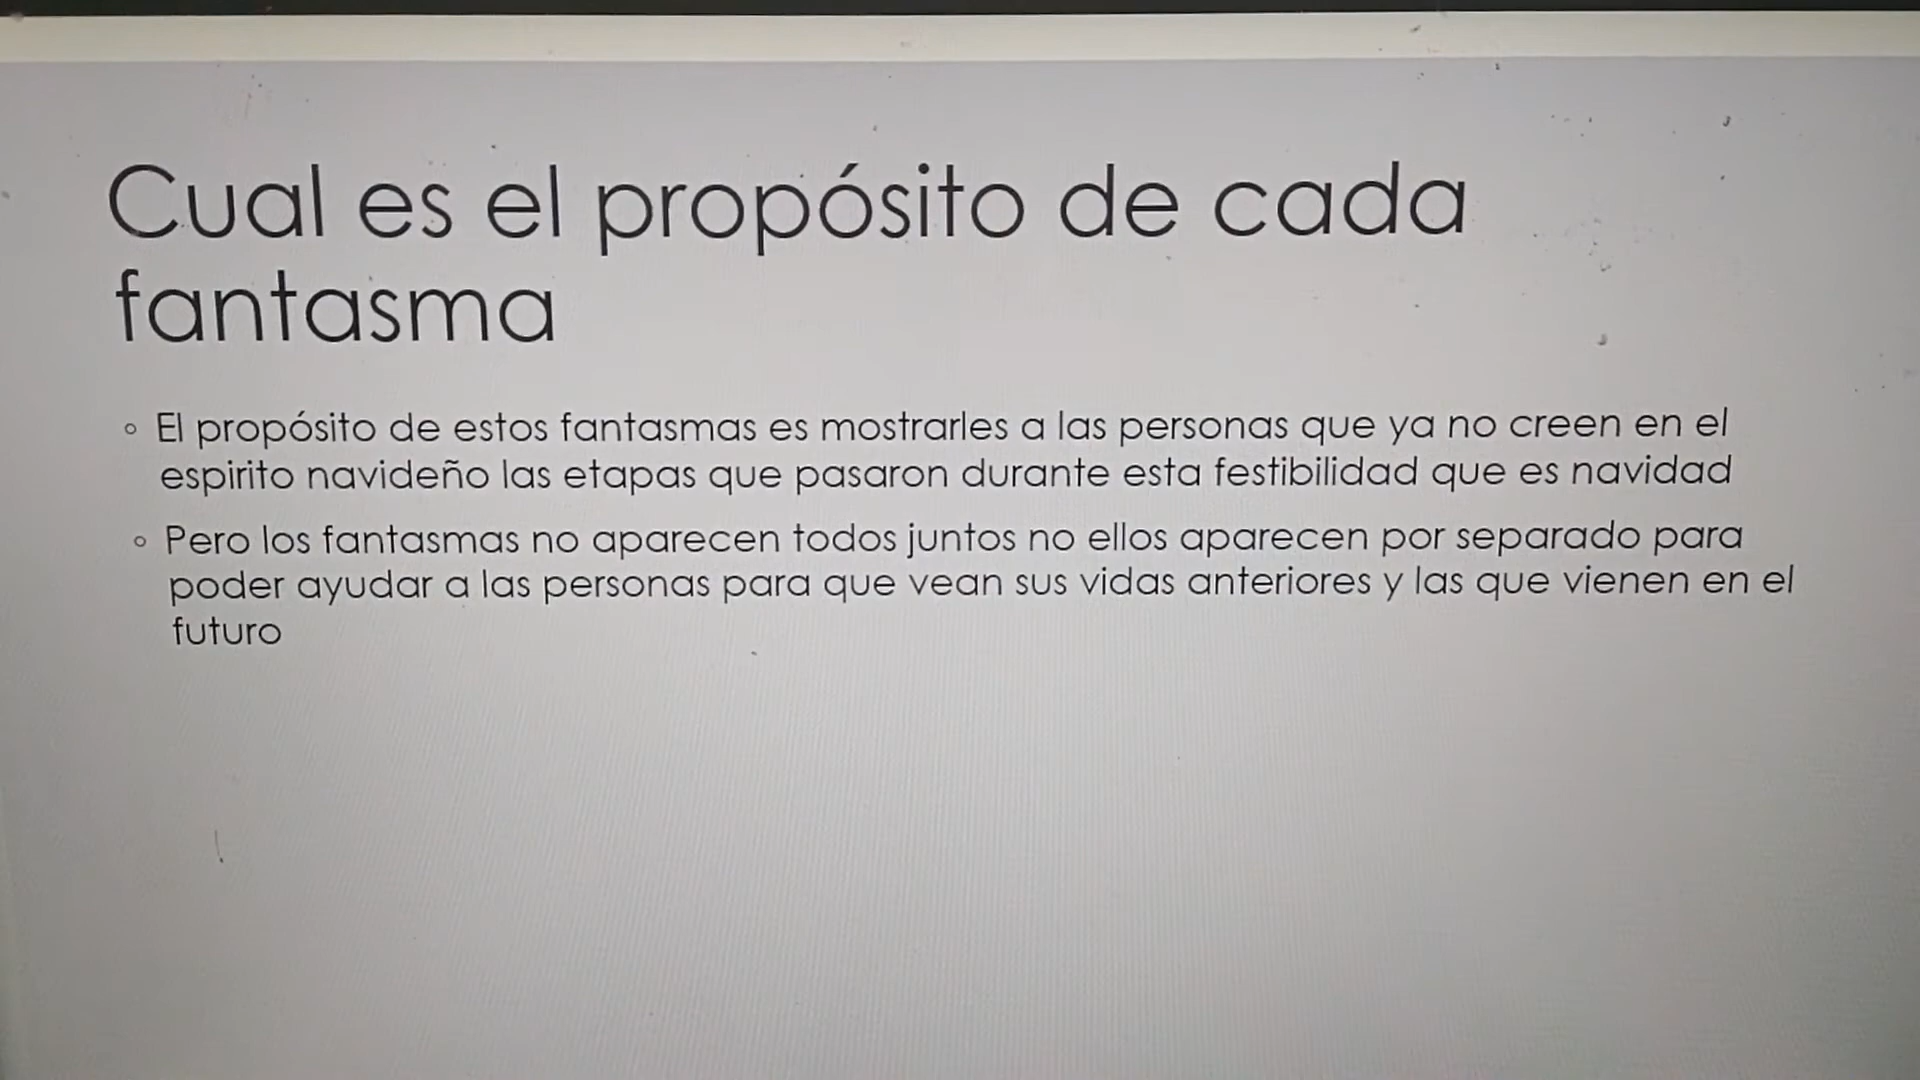 Cual es el propósito de cada
fantasma
◦ El propósito de estos fantasmas es mostrarles a las personas que ya no creen en el
espirito navideño las etapas que pasaron durante esta festibilidad que es navidad
◦ Pero los fantasmas no aparecen todos juntos no ellos aparecen por separado para
poder ayudar a las personas para que vean sus vidas anteriores y las que vienen en el
futuro